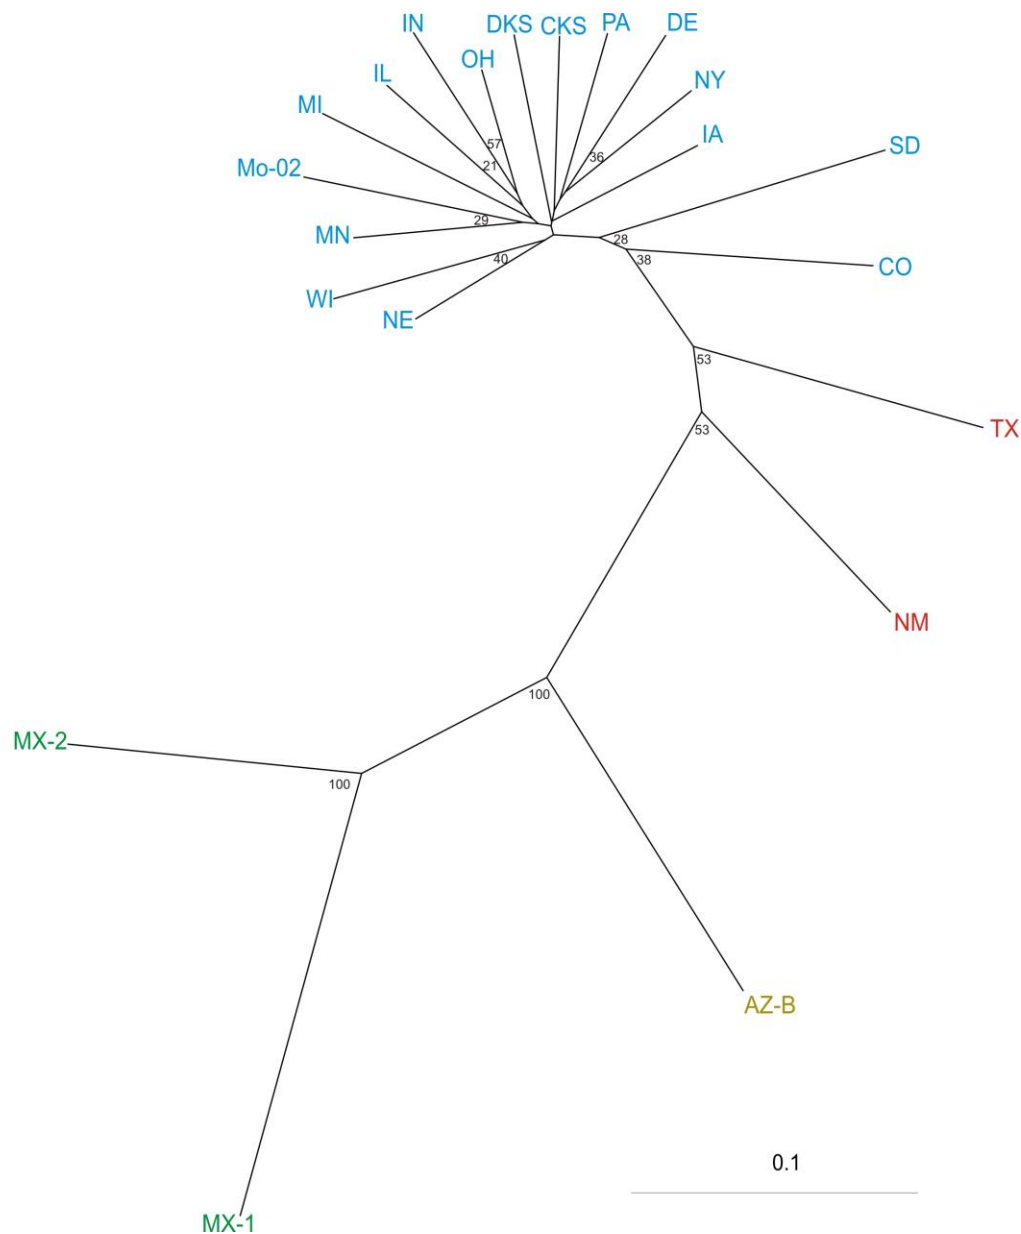 IN
DKS
CKS
PA
DE
OH
IL
NY
MI
IA
57
SD
36
21
Mo-02
29
MN
28
40
38
CO
WI
NE
53
TX
53
NM
100
MX-2
100
AZ-B
0.1
MX-1